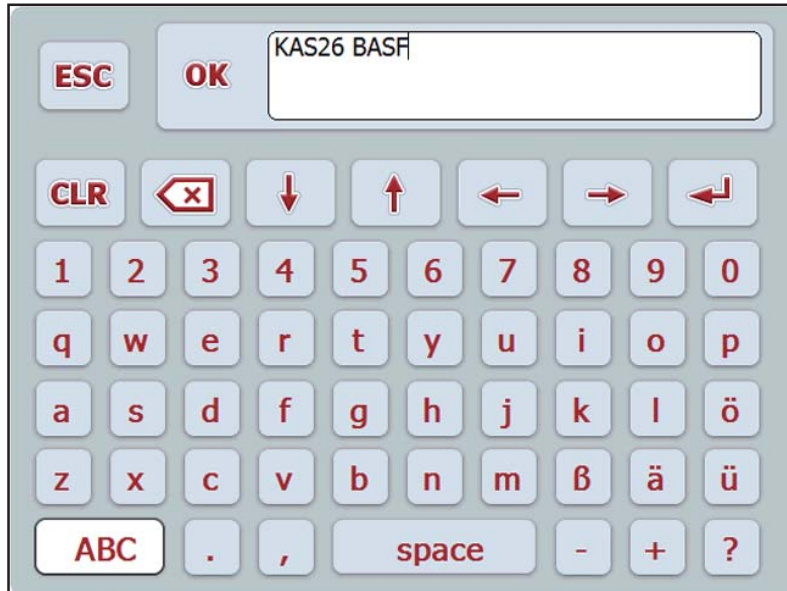 ESC OK KAS26 BASF
CLR
1 2 3 4 5 6 7 8 9 0
q w e r t y u i o p
a s d f g h j k l ö
z x c v b n m ß ä ü
ABC . , space - + ?